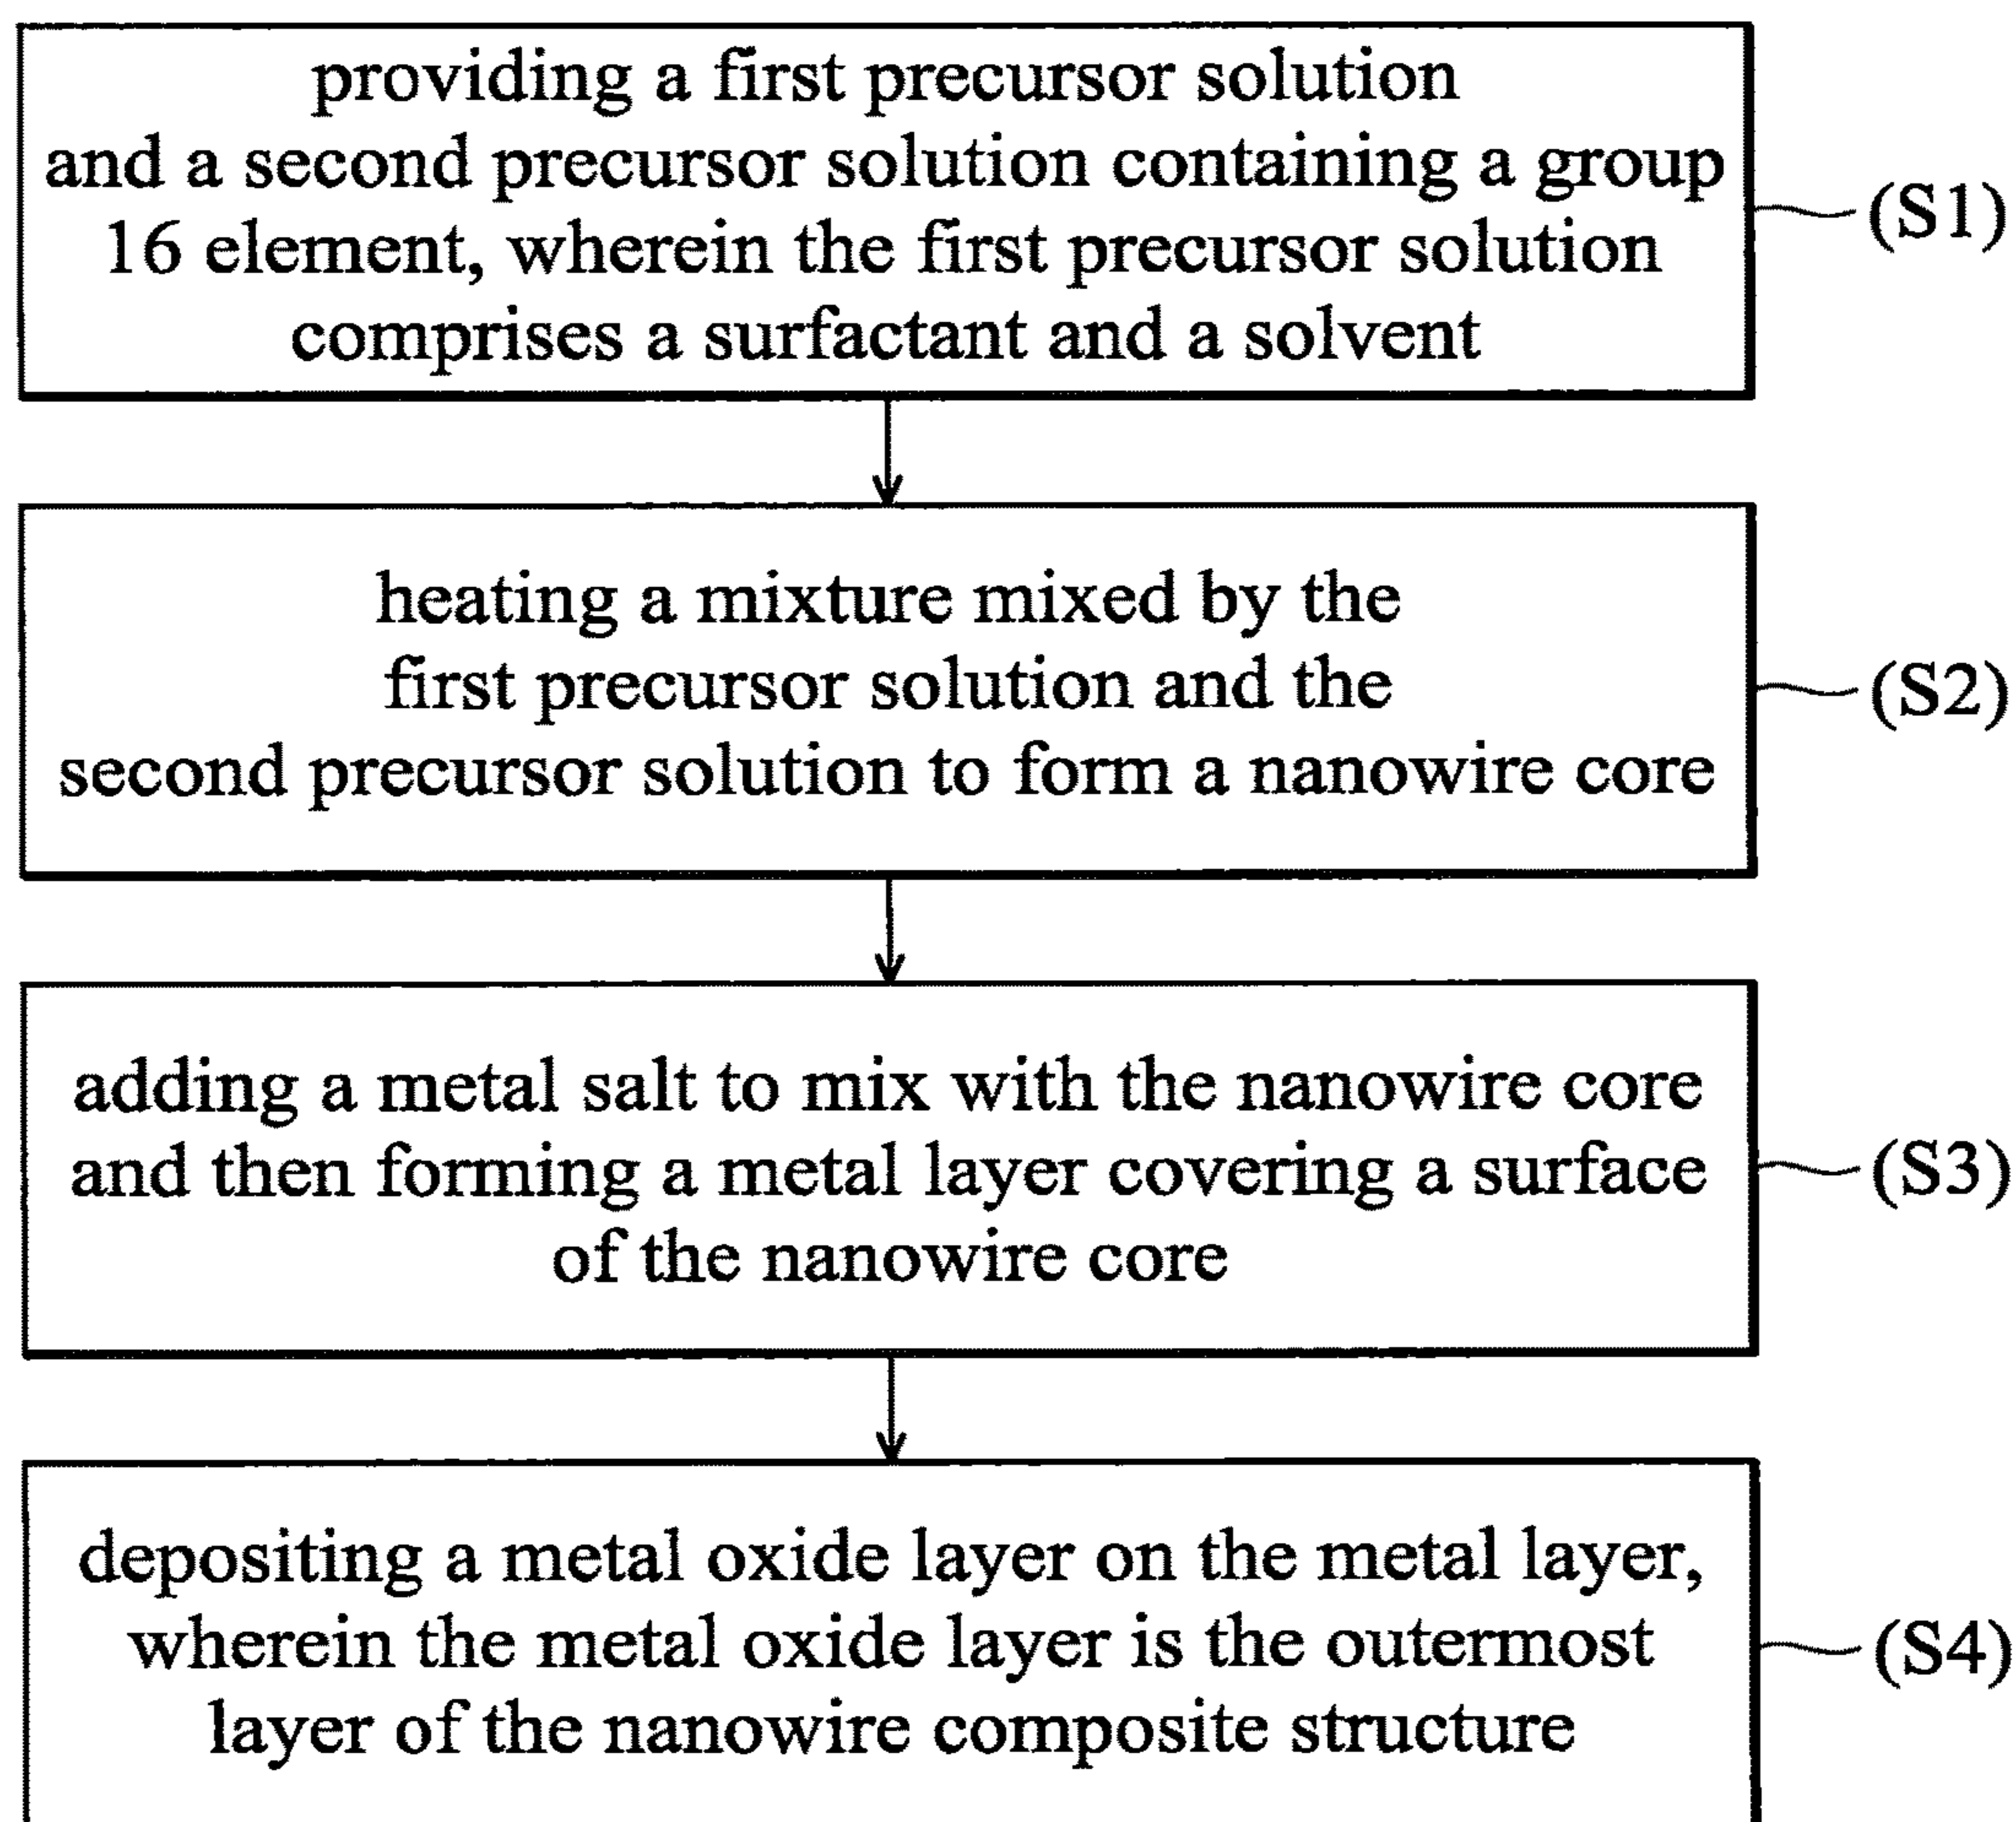 providing a first precursor solution
and a second precursor solution containing a group
16 element, wherein the first precursor solution
comprises a surfactant and a solvent
(S1)
heating a mixture mixed by the
first precursor solution and the
second precursor solution to form a nanowire core
(S2)
adding a metal salt to mix with the nanowire core
and then forming a metal layer covering a surface
of the nanowire core
(S3)
depositing a metal oxide layer on the metal layer,
wherein the metal oxide layer is the outermost
layer of the nanowire composite structure
(S4)